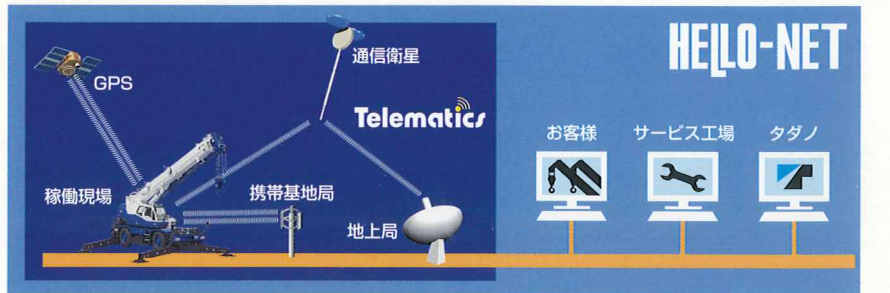 通信衛星
HELLO-NET
GPS
Telematics
お客様
サービス工場
タダノ
稼働現場
携帯基地局
地上局